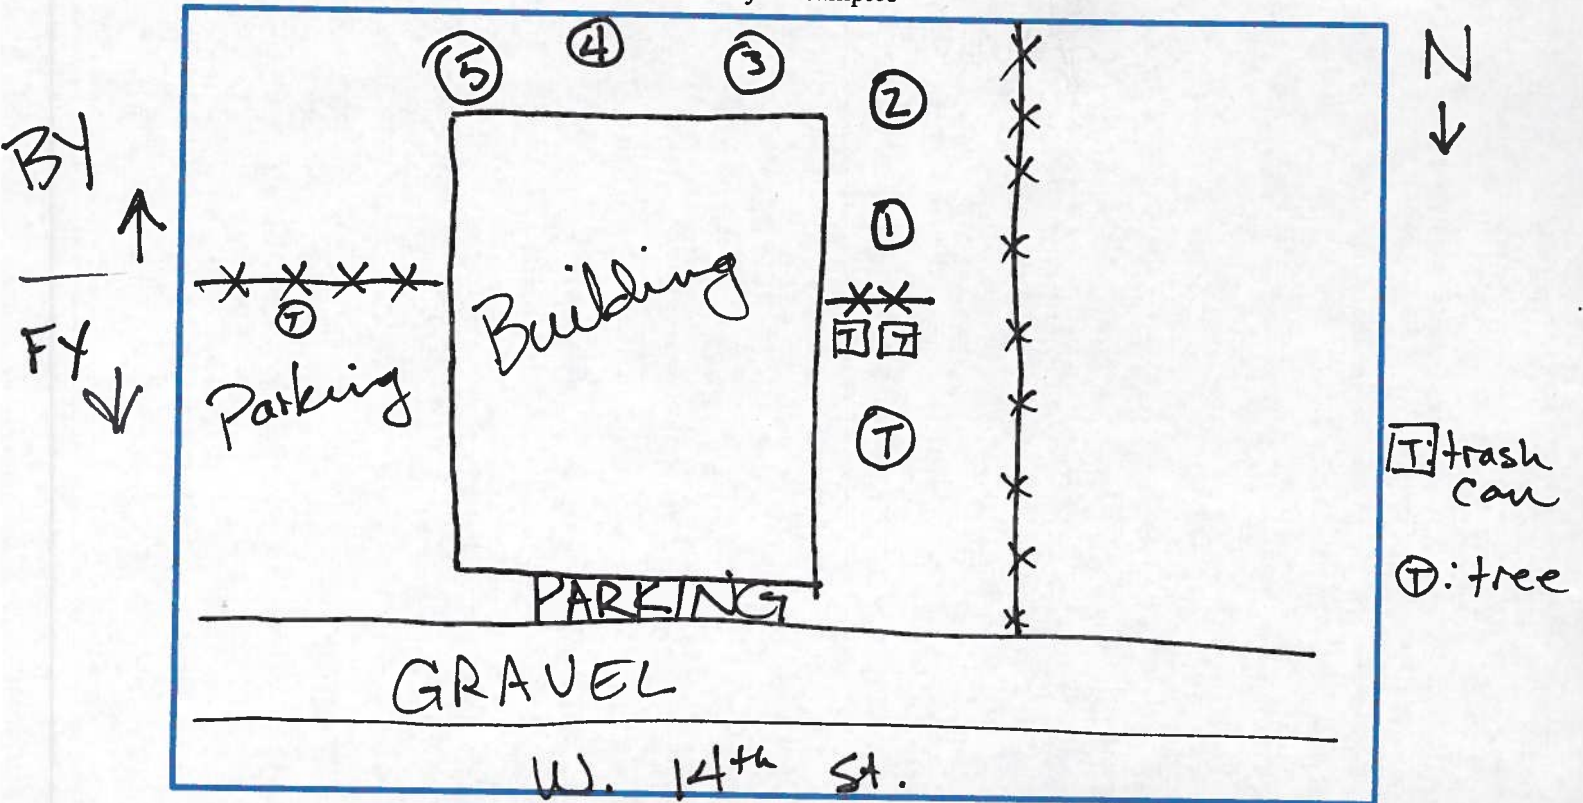 5 4 3
2
N
BY
1
Building
T
FY
T T
Parking
T
T: trash
can
T: tree
PARKING
GRAVEL
W. 14th St.